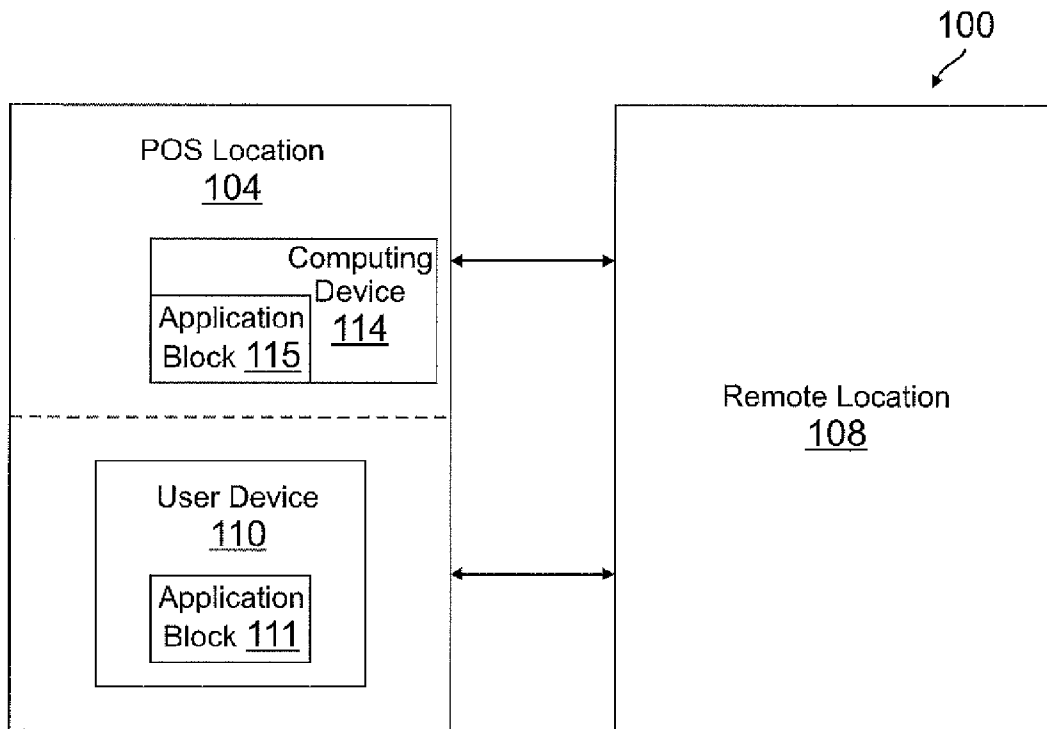 100
POS Location
104
Computing
Device
114
Application
Block 115
User Device
110
Application
Block 111
Remote Location
108